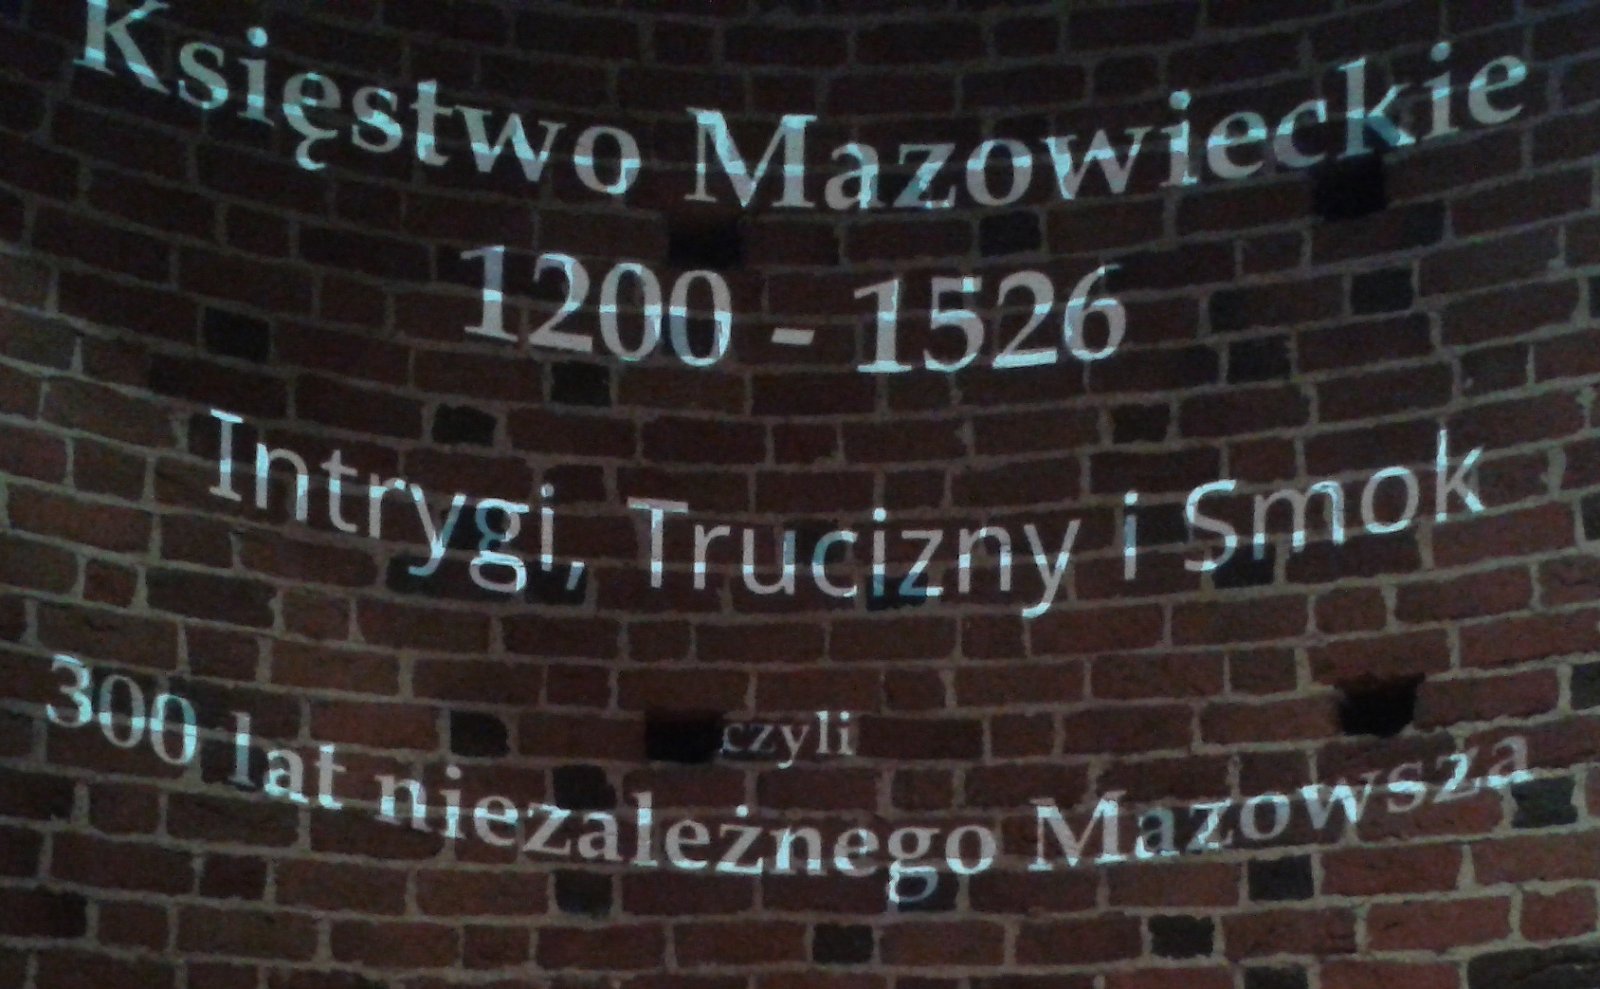 Księstwo Mazowieckie
1200 - 1526
Intrygi, Trucizny i Smok
czyli
300 lat niezależnego Mazowsza